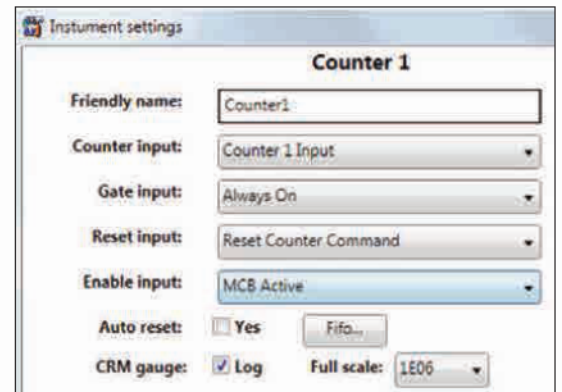 Instument settings
Counter 1
Friendly name: Counter1
Counter input: Counter 1 Input
Gate input: Always On
Reset input: Reset Counter Command
Enable input: MCB Active
Auto reset: Yes Fifo...
CRM gauge: Log Full scale: 1E06